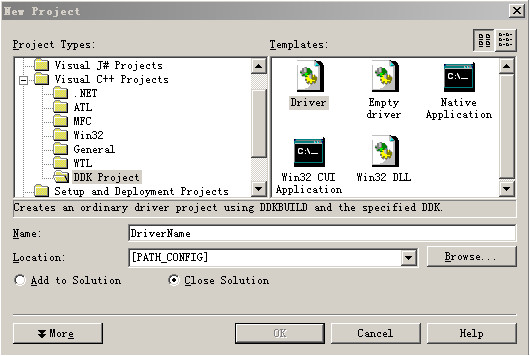 New Project
Project Types:
Templates:
Visual J# Projects
Visual C++ Projects
.NET
ATL
MFC
Win32
General
WTL
DDK Project
Setup and Deployment Projects
Driver
Empty
driver
Native
Application
Win32 CUI
Application
Win32 DLL
Creates an ordinary driver project using DDKBUILD and the specified DDK.
Name:
DriverName
Location:
[PATH_CONFIG]
Browse...
Add to Solution
Close Solution
More
OK
Cancel
Help